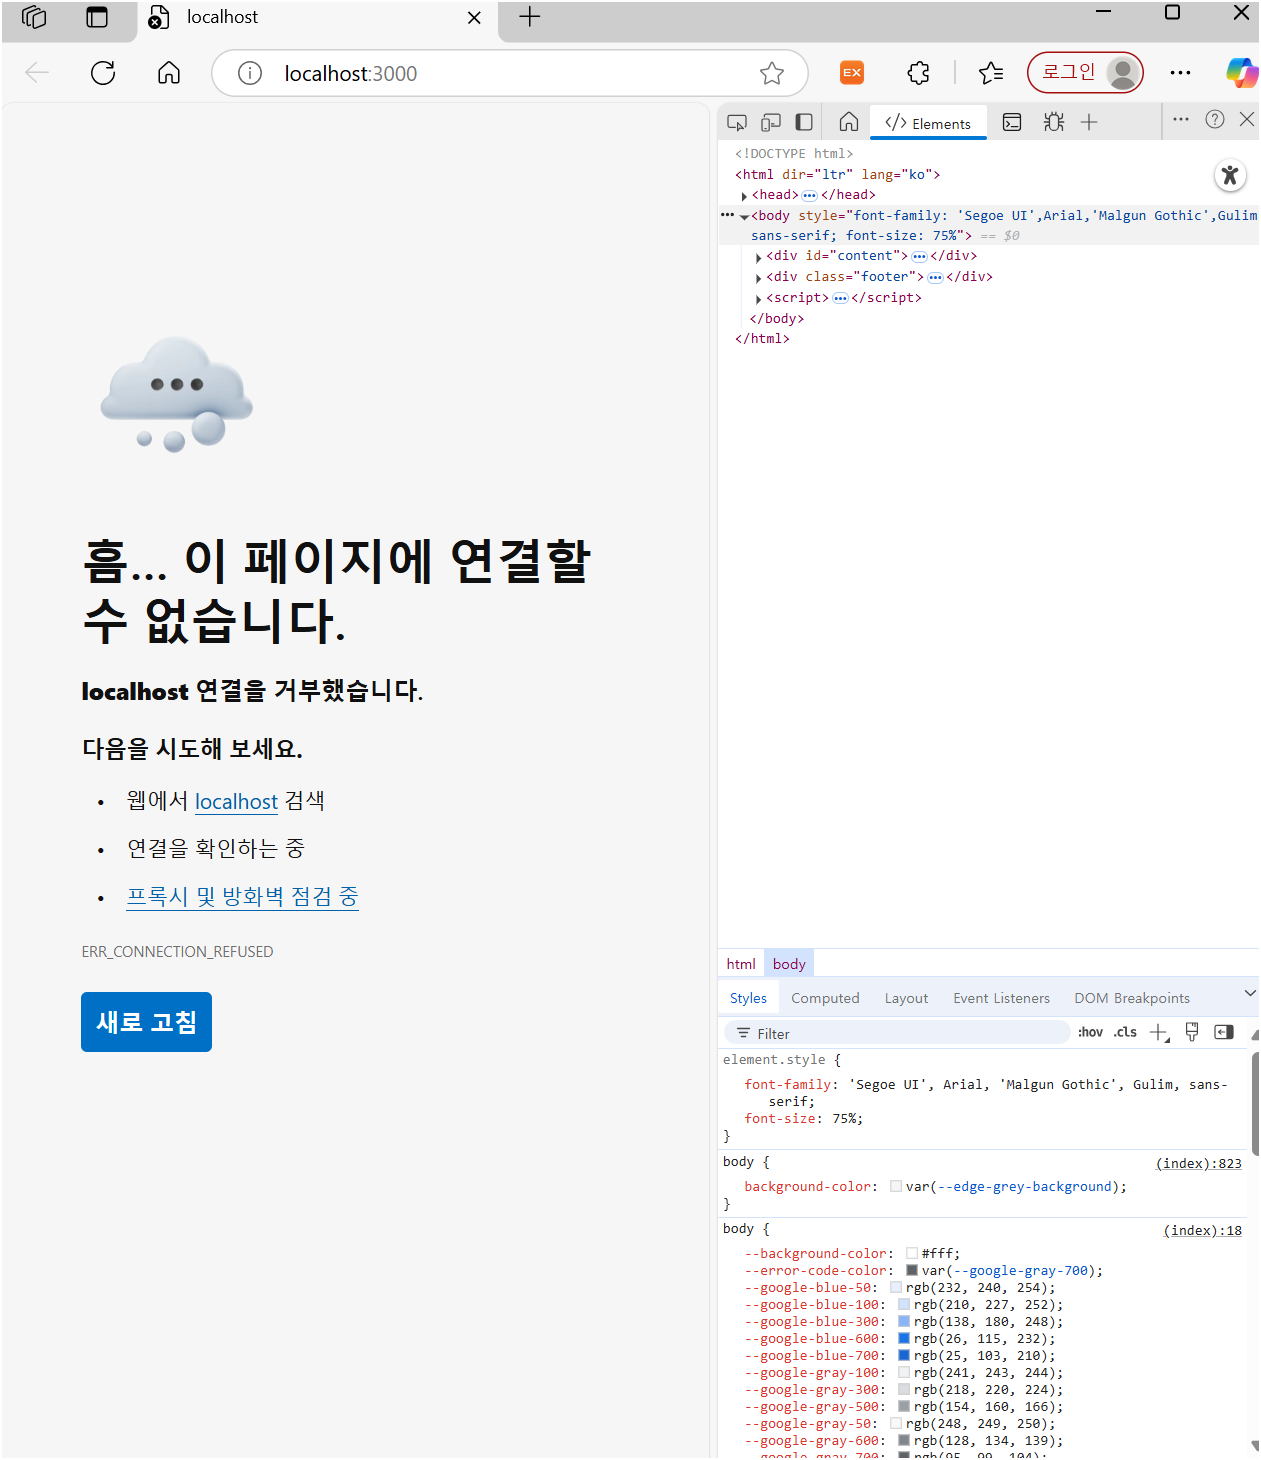 localhost
localhost:3000
EX
로그인
Elements
<!DOCTYPE html>
<html dir="ltr" lang="ko">
<head>•••</head>
<body style="font-family: 'Segoe UI',Arial,'Malgun Gothic',Gulim
sans-serif; font-size: 75%"> == $0
<div id="content">•••</div>
<div class="footer">•••</div>
<script>•••</script>
</body>
</html>
흠... 이 페이지에 연결할
수 없습니다.
localhost 연결을 거부했습니다.
다음을 시도해 보세요.
• 웹에서 localhost 검색
• 연결을 확인하는 중
• 프록시 및 방화벽 점검 중
ERR_CONNECTION_REFUSED
새로 고침
html body
Styles Computed Layout Event Listeners DOM Breakpoints
Filter :hov .cls
element.style {
font-family: 'Segoe UI', Arial, 'Malgun Gothic', Gulim, sans-
serif;
font-size: 75%;
}
body { (index):823
background-color: var(--edge-grey-background);
}
body { (index):18
--background-color: #fff;
--error-code-color: var(--google-gray-700);
--google-blue-50: rgb(232, 240, 254);
--google-blue-100: rgb(210, 227, 252);
--google-blue-300: rgb(138, 180, 248);
--google-blue-600: rgb(26, 115, 232);
--google-blue-700: rgb(25, 103, 210);
--google-gray-100: rgb(241, 243, 244);
--google-gray-300: rgb(218, 220, 224);
--google-gray-500: rgb(154, 160, 166);
--google-gray-50: rgb(248, 249, 250);
--google-gray-600: rgb(128, 134, 139);
--google-gray-700: rgb(95, 99, 104);